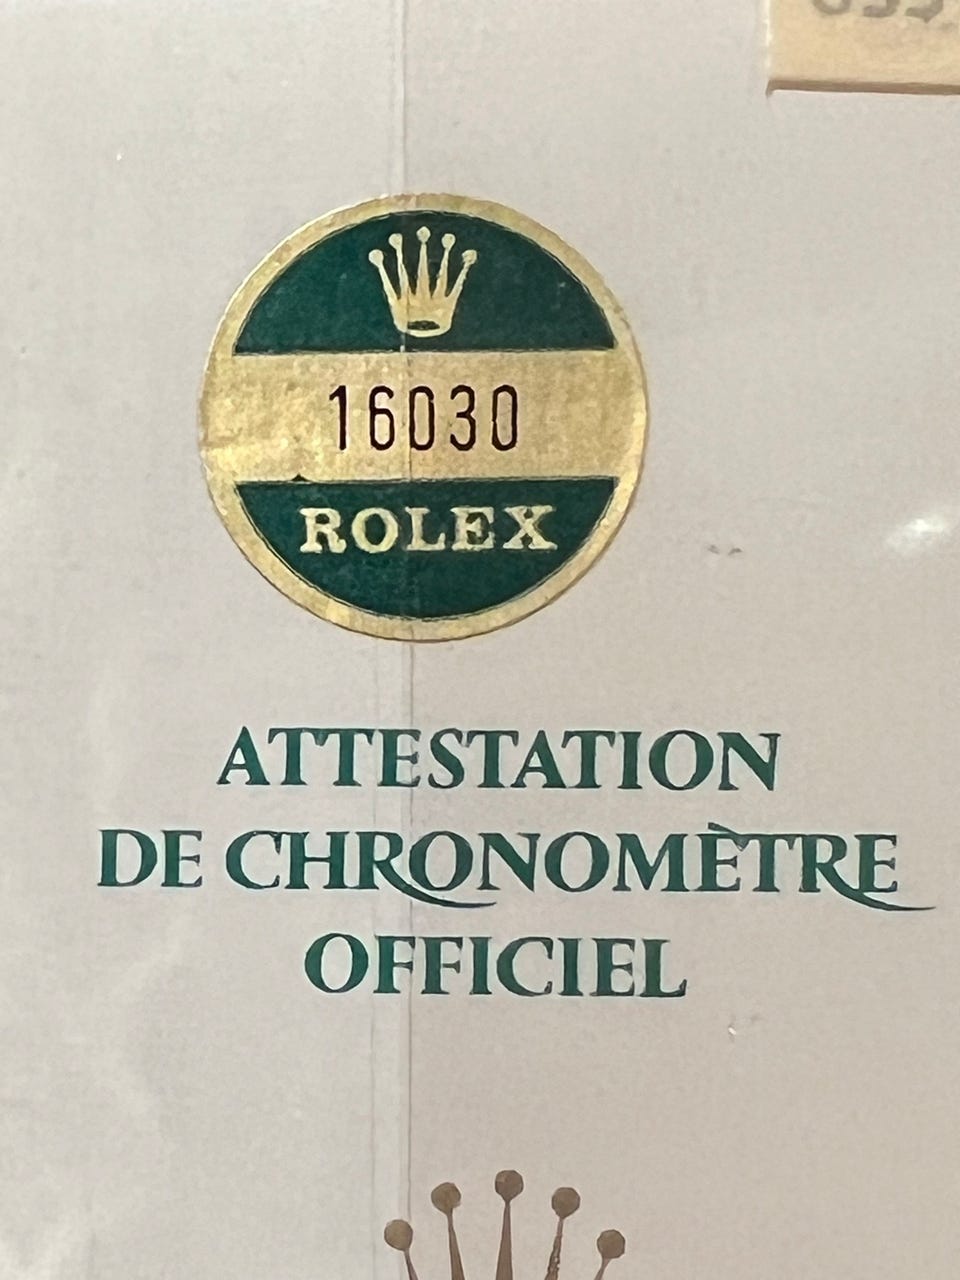 16030
ROLEX
ATTESTATION
DE CHRONOMÈTRE
OFFICIEL